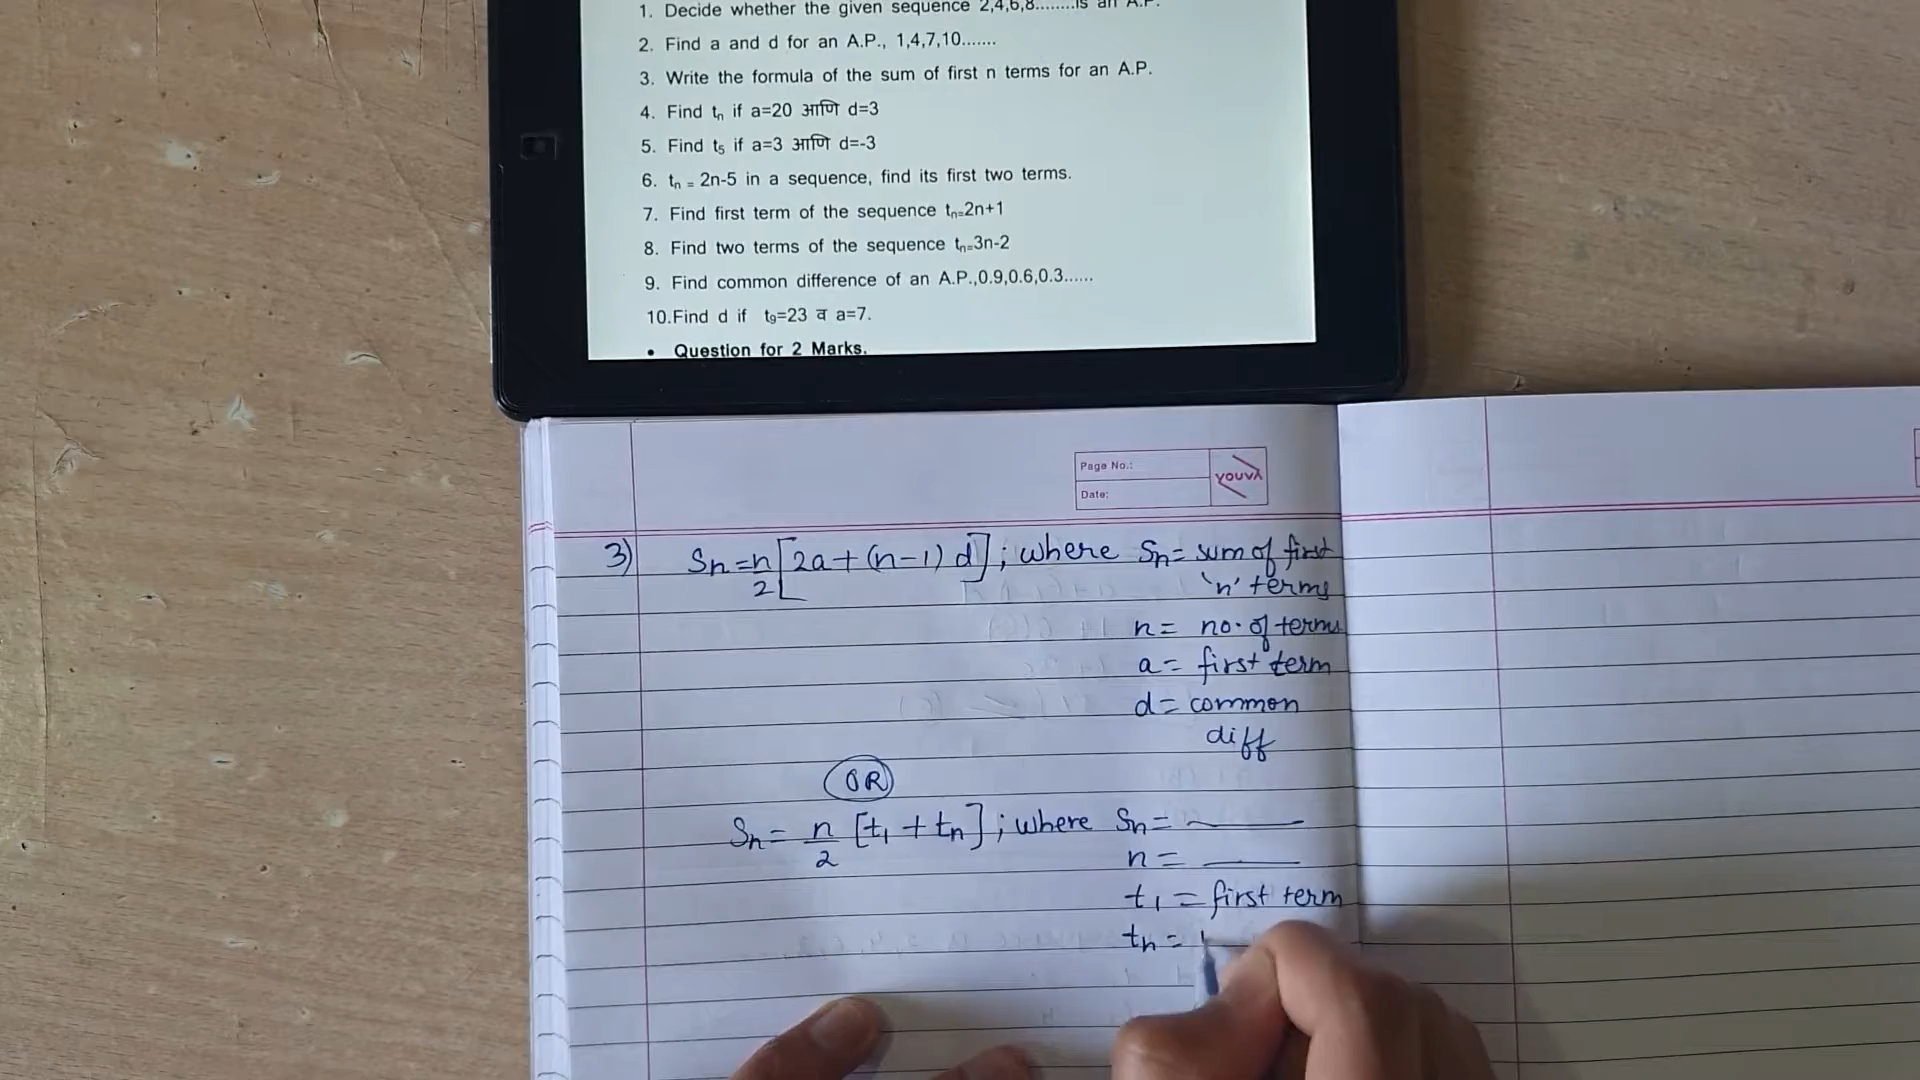 1. Decide whether the given sequence 2,4,6,8........is an A.P.
2. Find a and d for an A.P., 1,4,7,10.......
3. Write the formula of the sum of first n terms for an A.P.
4. Find tn if a=20 आणि d=3
5. Find t5 if a=3 आणि d=-3
6. tn = 2n-5 in a sequence, find its first two terms.
7. Find first term of the sequence tn=2n+1
8. Find two terms of the sequence tn=3n-2
9. Find common difference of an A.P.,0.9,0.6,0.3......
10.Find d if t9=23 व a=7.
• Question for 2 Marks.
Page No.:
Date:
YOUVA
3) Sn = n/2 [2a + (n-1) d] ; where Sn = sum of first
'n' terms
n = no. of terms
a = first term
d = common
diff
OR
Sn = n/2 [t1 + tn] ; where Sn = ———
n = ———
t1 = first term
tn =